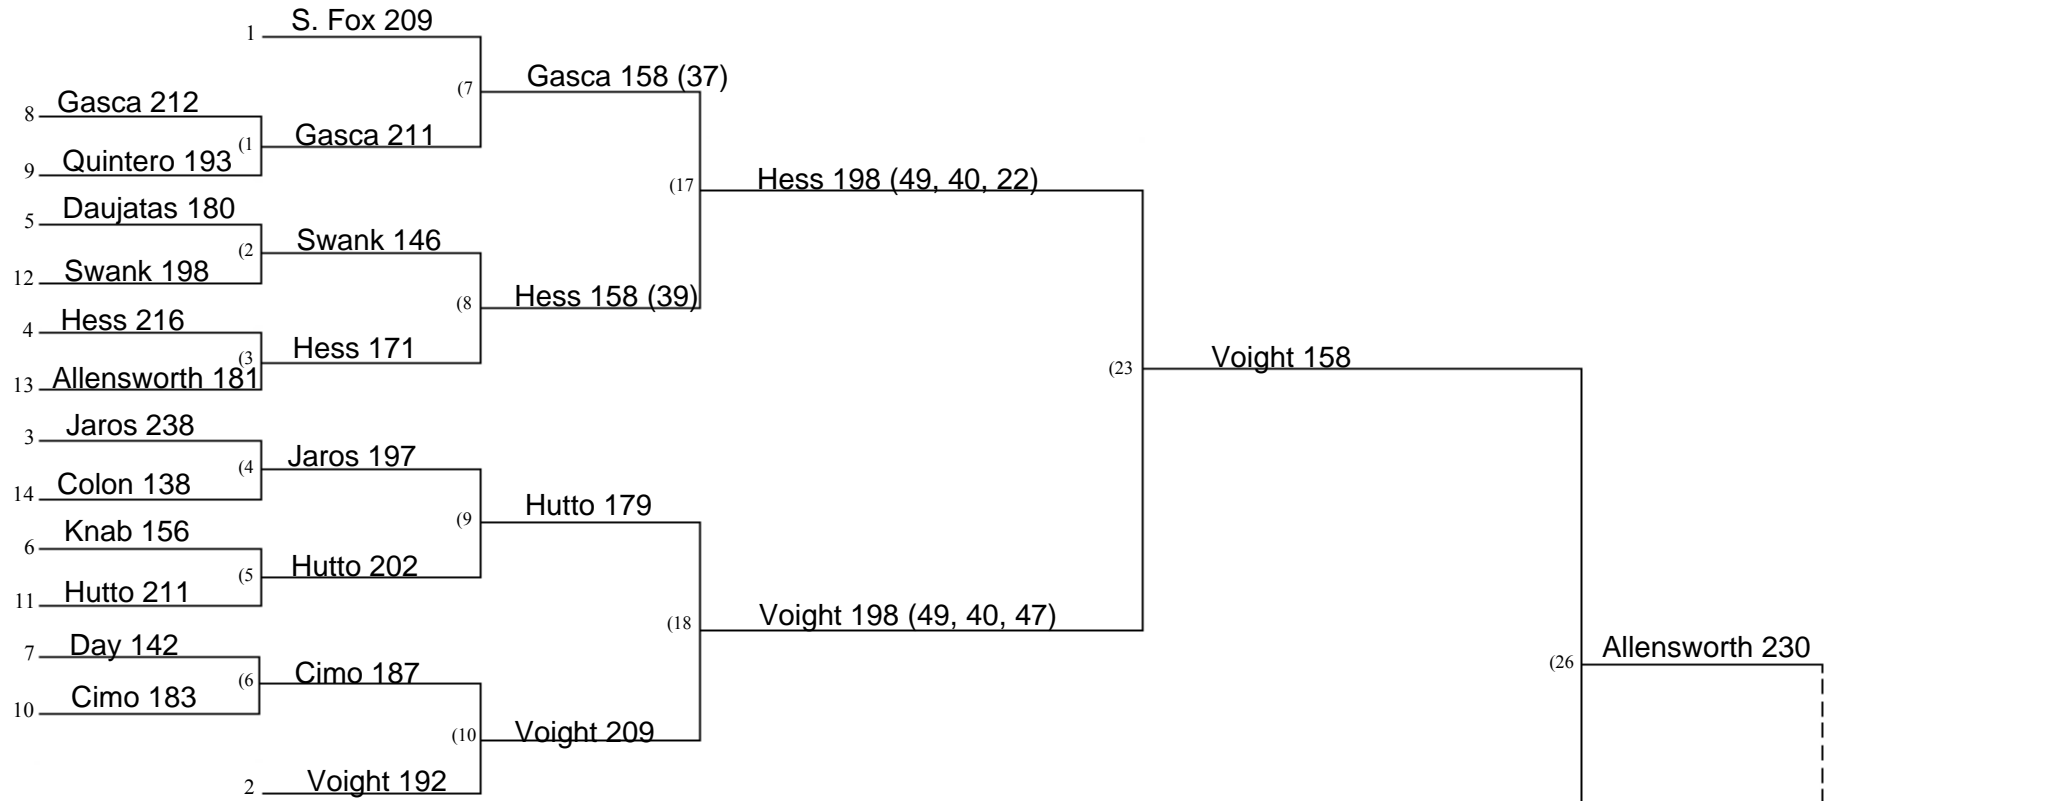 1 S. Fox 209
(7 Gasca 158 (37)
8 Gasca 212
(1 Gasca 211
9 Quintero 193
(17 Hess 198 (49, 40, 22)
5 Daujatas 180
(2 Swank 146
12 Swank 198
(8 Hess 158 (39)
4 Hess 216
(3 Hess 171
13 Allensworth 181
(23 Voight 158
3 Jaros 238
(4 Jaros 197
14 Colon 138
(9 Hutto 179
6 Knab 156
(5 Hutto 202
11 Hutto 211
(18 Voight 198 (49, 40, 47)
7 Day 142
(6 Cimo 187
10 Cimo 183
(26 Allensworth 230
(10 Voight 209
2 Voight 192